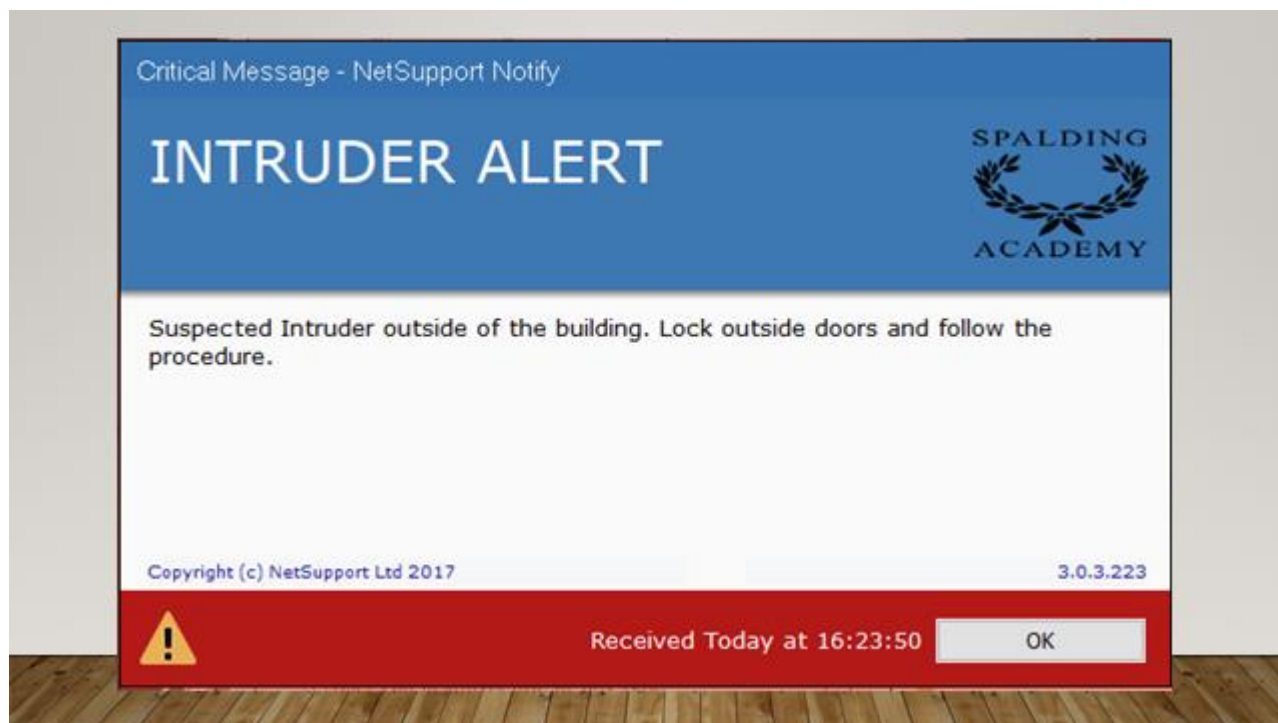 Critical Message - NetSupport Notify
INTRUDER ALERT
SPALDING
ACADEMY
Suspected Intruder outside of the building. Lock outside doors and follow the
procedure.
Copyright (c) NetSupport Ltd 2017
3.0.3.223
Received Today at 16:23:50
OK